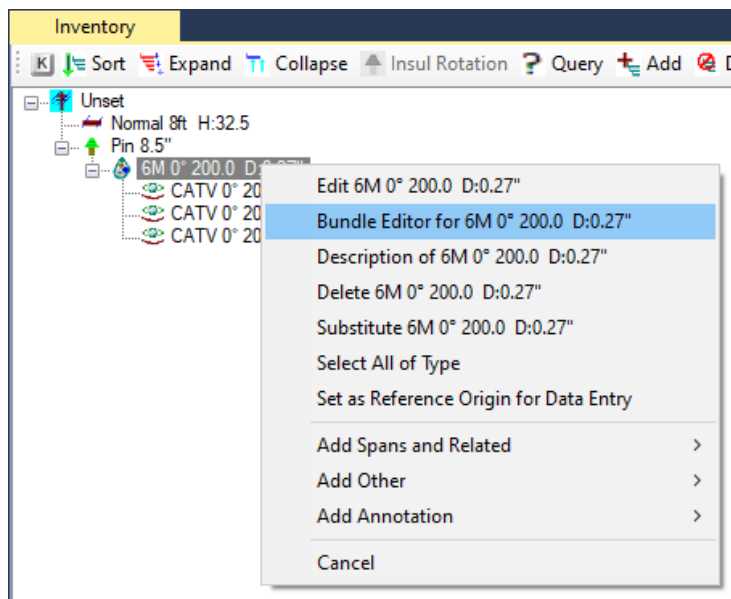 Inventory
K Sort Expand Collapse Insul Rotation ? Query Add D
Unset
Normal 8ft H:32.5
Pin 8.5"
6M 0° 200.0 D:0.27"
CATV 0° 20
CATV 0° 20
CATV 0° 20
Edit 6M 0° 200.0 D:0.27"
Bundle Editor for 6M 0° 200.0 D:0.27"
Description of 6M 0° 200.0 D:0.27"
Delete 6M 0° 200.0 D:0.27"
Substitute 6M 0° 200.0 D:0.27"
Select All of Type
Set as Reference Origin for Data Entry
Add Spans and Related
Add Other
Add Annotation
Cancel